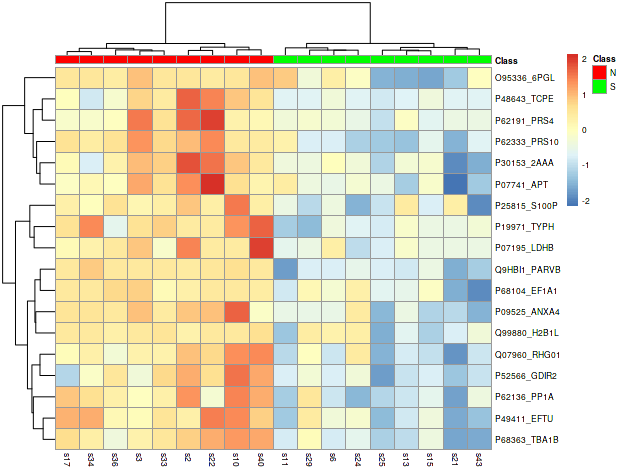 Class
O95336_6PGL
P48643_TCPE
P62191_PRS4
P62333_PRS10
P30153_2AAA
P07741_APT
P25815_S100P
P19971_TYPH
P07195_LDHB
Q9HBI1_PARVB
P68104_EF1A1
P09525_ANXA4
Q99880_H2B1L
Q07960_RHG01
P52566_GDIR2
P62136_PP1A
P49411_EFTU
P68363_TBA1B
s17 s34 s36 s3 s33 s2 s22 s10 s40 s11 s29 s6 s24 s25 s13 s15 s21 s43
2
1
0
-1
-2
Class
N
S